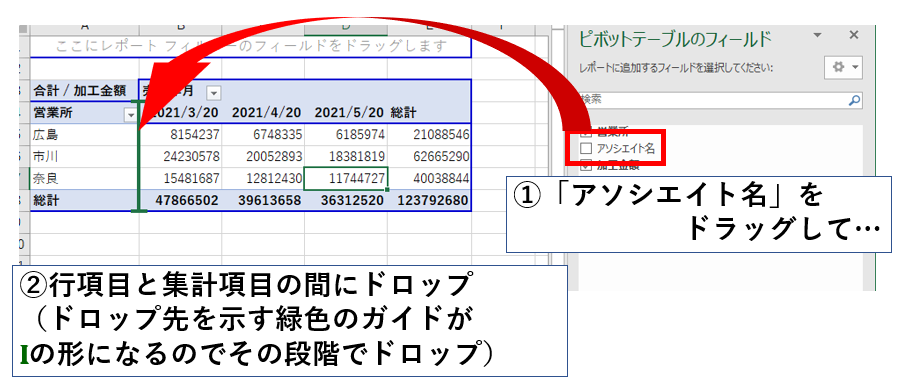 A B D E
ここにレポート フィルターのフィールドをドラッグします
合計 / 加工金額 売 月
営業所 2021/3/20 2021/4/20 2021/5/20 総計
広島 8154237 6748335 6185974 21088546
市川 24230578 20052893 18381819 62665290
奈良 15481687 12812430 11744727 40038844
総計 47866502 39613658 36312520 123792680
ピボットテーブルのフィールド
レポートに追加するフィールドを選択してください:
検索
営業所
アソシエイト名
加工金額
①「アソシエイト名」を
ドラッグして…
②行項目と集計項目の間にドロップ
（ドロップ先を示す緑色のガイドが
Iの形になるのでその段階でドロップ）